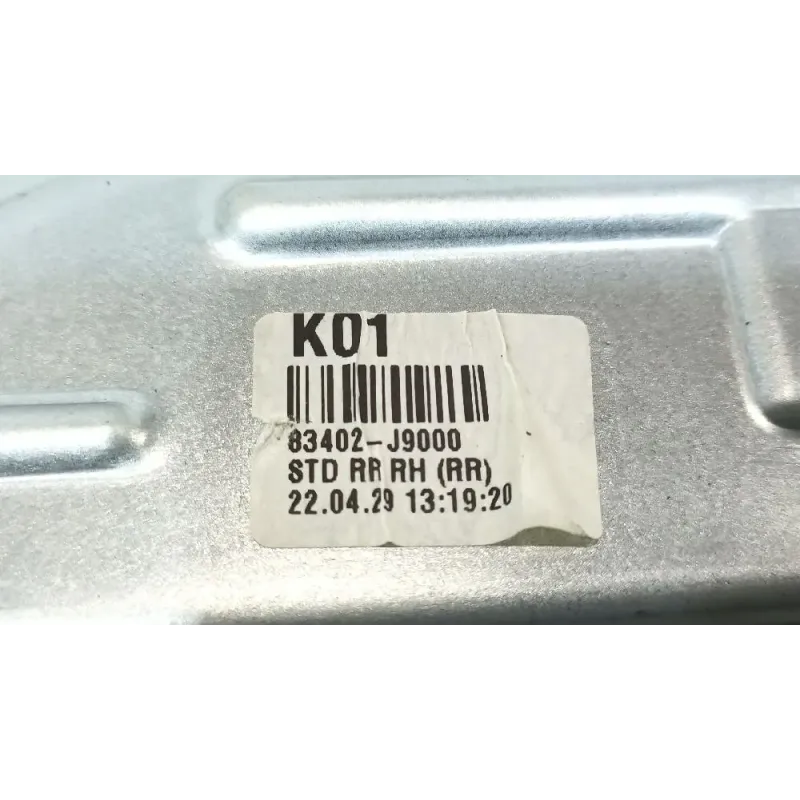 K01
83402-J9000
STD RR RH (RR)
22.04.29 13:19:20